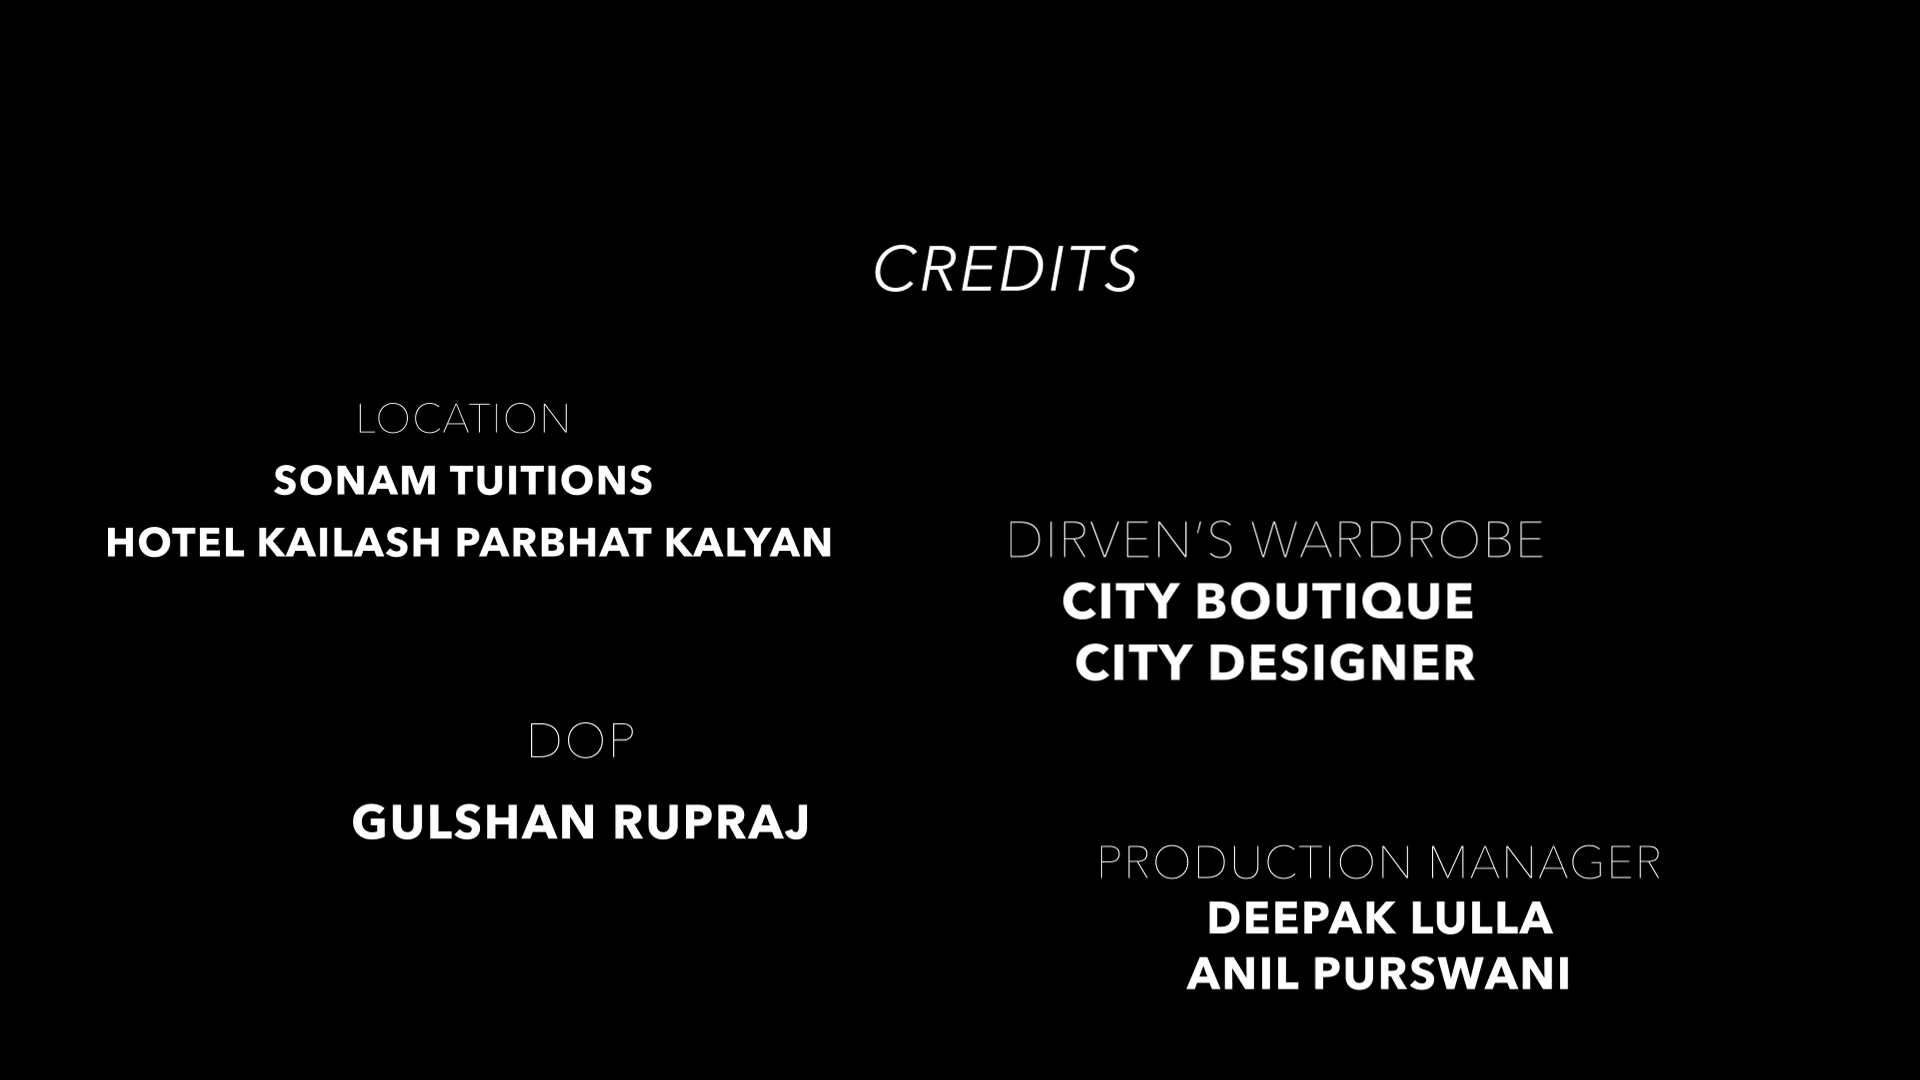 CREDITS
LOCATION
SONAM TUITIONS
HOTEL KAILASH PARBHAT KALYAN
DIRVEN'S WARDROBE
CITY BOUTIQUE
CITY DESIGNER
DOP
GULSHAN RUPRAJ
PRODUCTION MANAGER
DEEPAK LULLA
ANIL PURSWANI